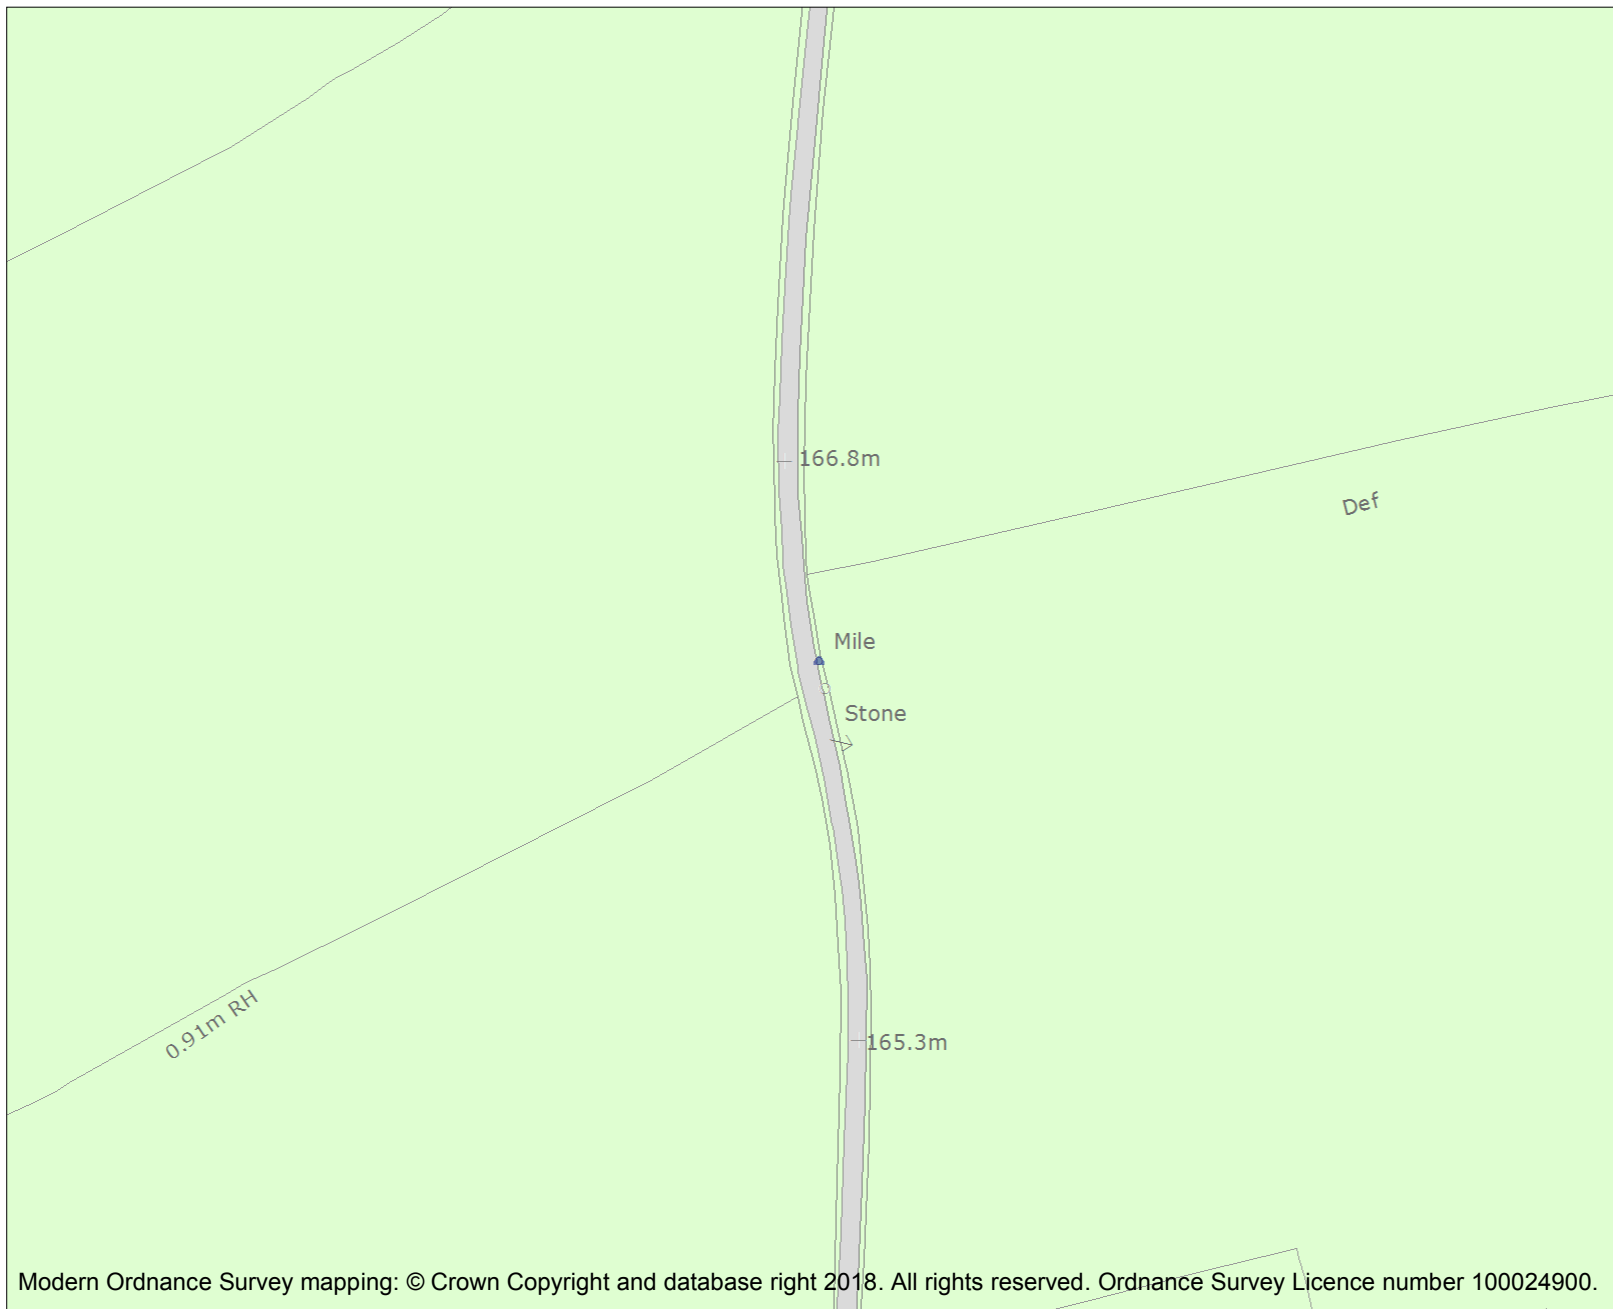 166.8m
Def
Mile
Stone
0.91m RH
165.3m
Modern Ordnance Survey mapping: © Crown Copyright and database right 2018. All rights reserved. Ordnance Survey Licence number 100024900.